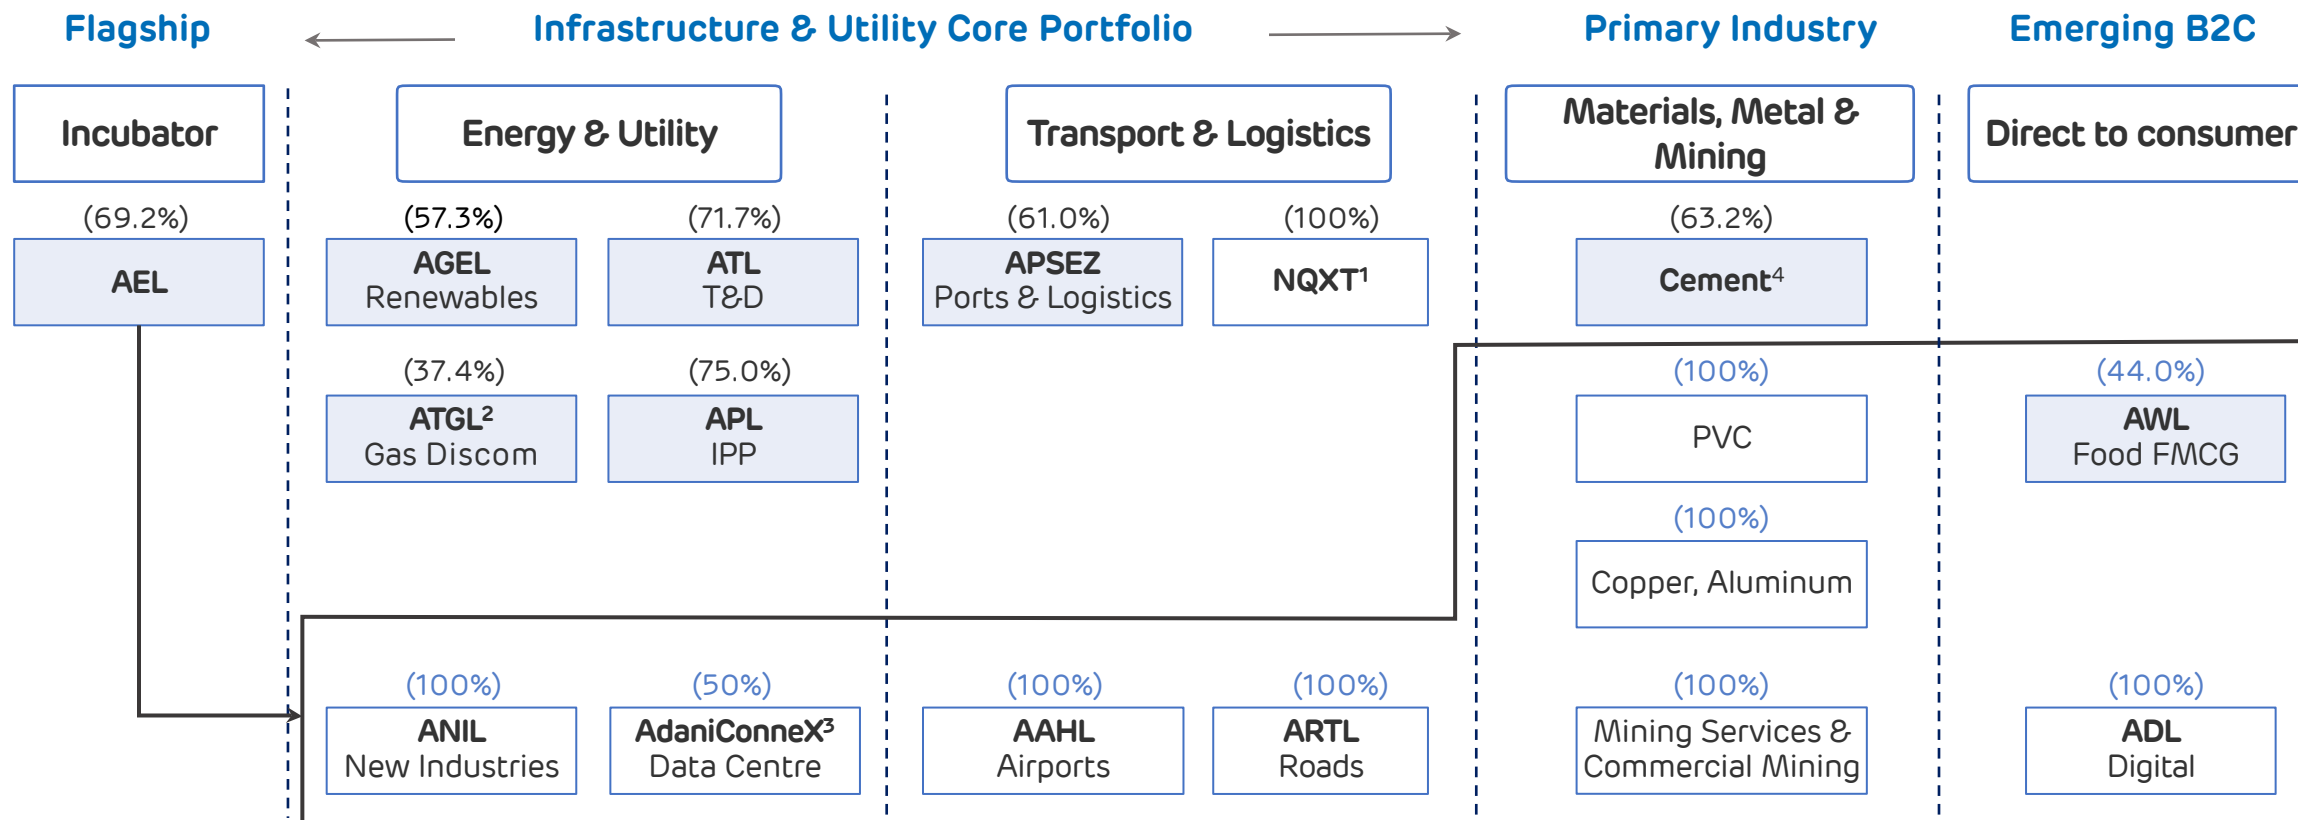 Flagship
Infrastructure & Utility Core Portfolio
Primary Industry
Emerging B2C
Incubator
Energy & Utility
Transport & Logistics
Materials, Metal &
Mining
Direct to consumer
(69.2%)
AEL
(57.3%)
AGEL
Renewables
(71.7%)
ATL
T&D
(61.0%)
APSEZ
Ports & Logistics
(100%)
NQXT¹
(63.2%)
Cement⁴
(37.4%)
ATGL²
Gas Discom
(75.0%)
APL
IPP
(100%)
PVC
(44.0%)
AWL
Food FMCG
(100%)
Copper, Aluminum
(100%)
ANIL
New Industries
(50%)
AdaniConneX³
Data Centre
(100%)
AAHL
Airports
(100%)
ARTL
Roads
(100%)
Mining Services &
Commercial Mining
(100%)
ADL
Digital